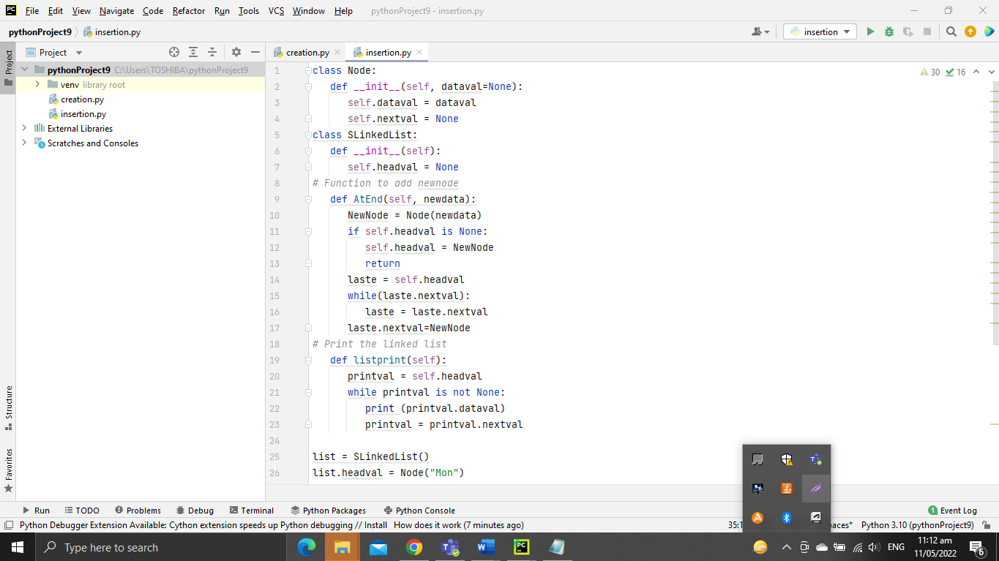 File Edit View Navigate Code Refactor Run Tools VCS Window Help pythonProject9 - insertion.py
pythonProject9 insertion.py insertion
Project creation.py insertion.py
Project
pythonProject9 C:\Users\TOSHIBA\pythonProject9
venv library root
creation.py
insertion.py
External Libraries
Scratches and Consoles
30 16
1 class Node:
2 def __init__(self, dataval=None):
3 self.dataval = dataval
4 self.nextval = None
5 class SLinkedList:
6 def __init__(self):
7 self.headval = None
8 # Function to add newnode
9 def AtEnd(self, newdata):
10 NewNode = Node(newdata)
11 if self.headval is None:
12 self.headval = NewNode
13 return
14 laste = self.headval
15 while(laste.nextval):
16 laste = laste.nextval
17 laste.nextval=NewNode
18 # Print the linked list
19 def listprint(self):
20 printval = self.headval
21 while printval is not None:
22 print (printval.dataval)
23 printval = printval.nextval
24
25 list = SLinkedList()
26 list.headval = Node("Mon")
Structure
Favorites
Run TODO Problems Debug Terminal Python Packages Python Console 1 Event Log
Python Debugger Extension Available: Cython extension speeds up Python debugging // Install How does it work (7 minutes ago) 35:1 paces* Python 3.10 (pythonProject9)
Type here to search ENG 11:12 am
11/05/2022 6